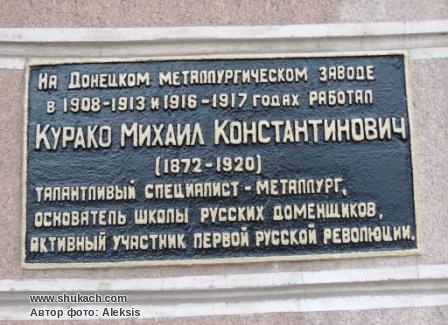 На Донецком металлургическом заводе
в 1908-1913 и 1916-1917 годах работал
Курако Михаил Константинович
(1872-1920)
талантливый специалист-металлург,
основатель школы русских доменщиков,
активный участник первой русской революции.
www.shukach.com
Автор фото: Aleksis